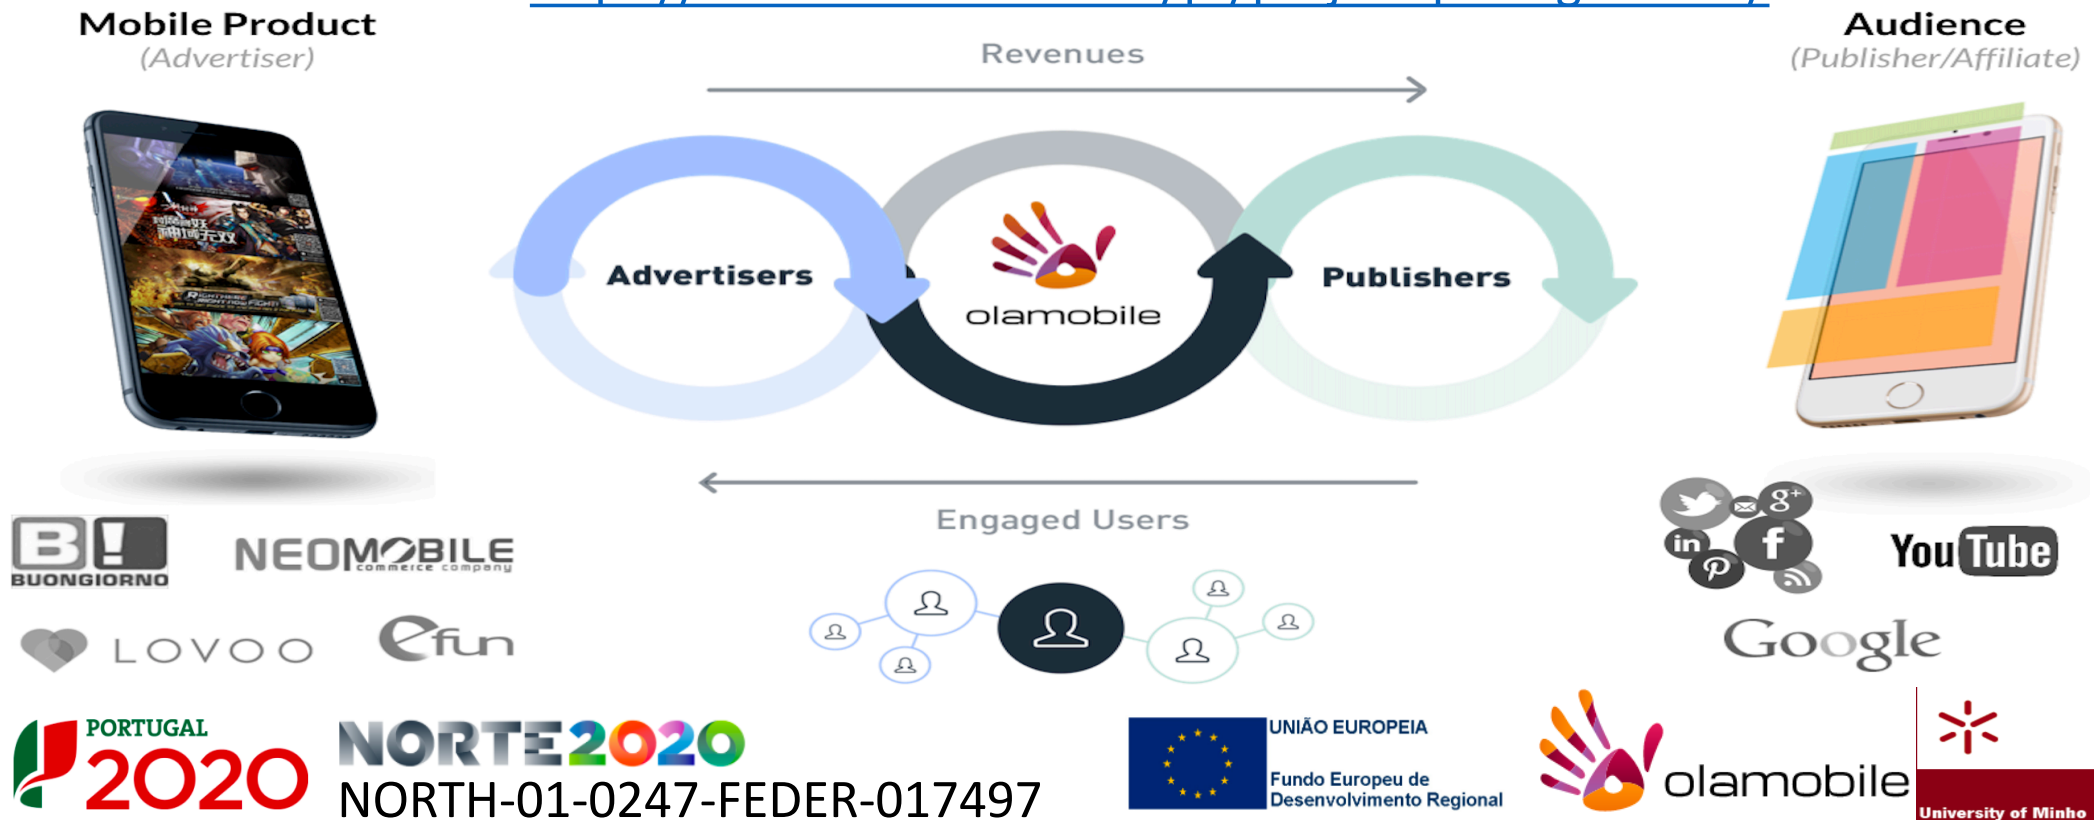 Mobile Product
(Advertiser)
Revenues
Audience
(Publisher/Affiliate)
Advertisers
olamobile
Publishers
Engaged Users
B!
BUONGIORNO
NEOMOBILE
commerce company
LOVOO
efun
g+
in
f
You Tube
Google
PORTUGAL
2020
NORTE2020
NORTH-01-0247-FEDER-017497
UNIÃO EUROPEIA
Fundo Europeu de
Desenvolvimento Regional
olamobile
University of Minho